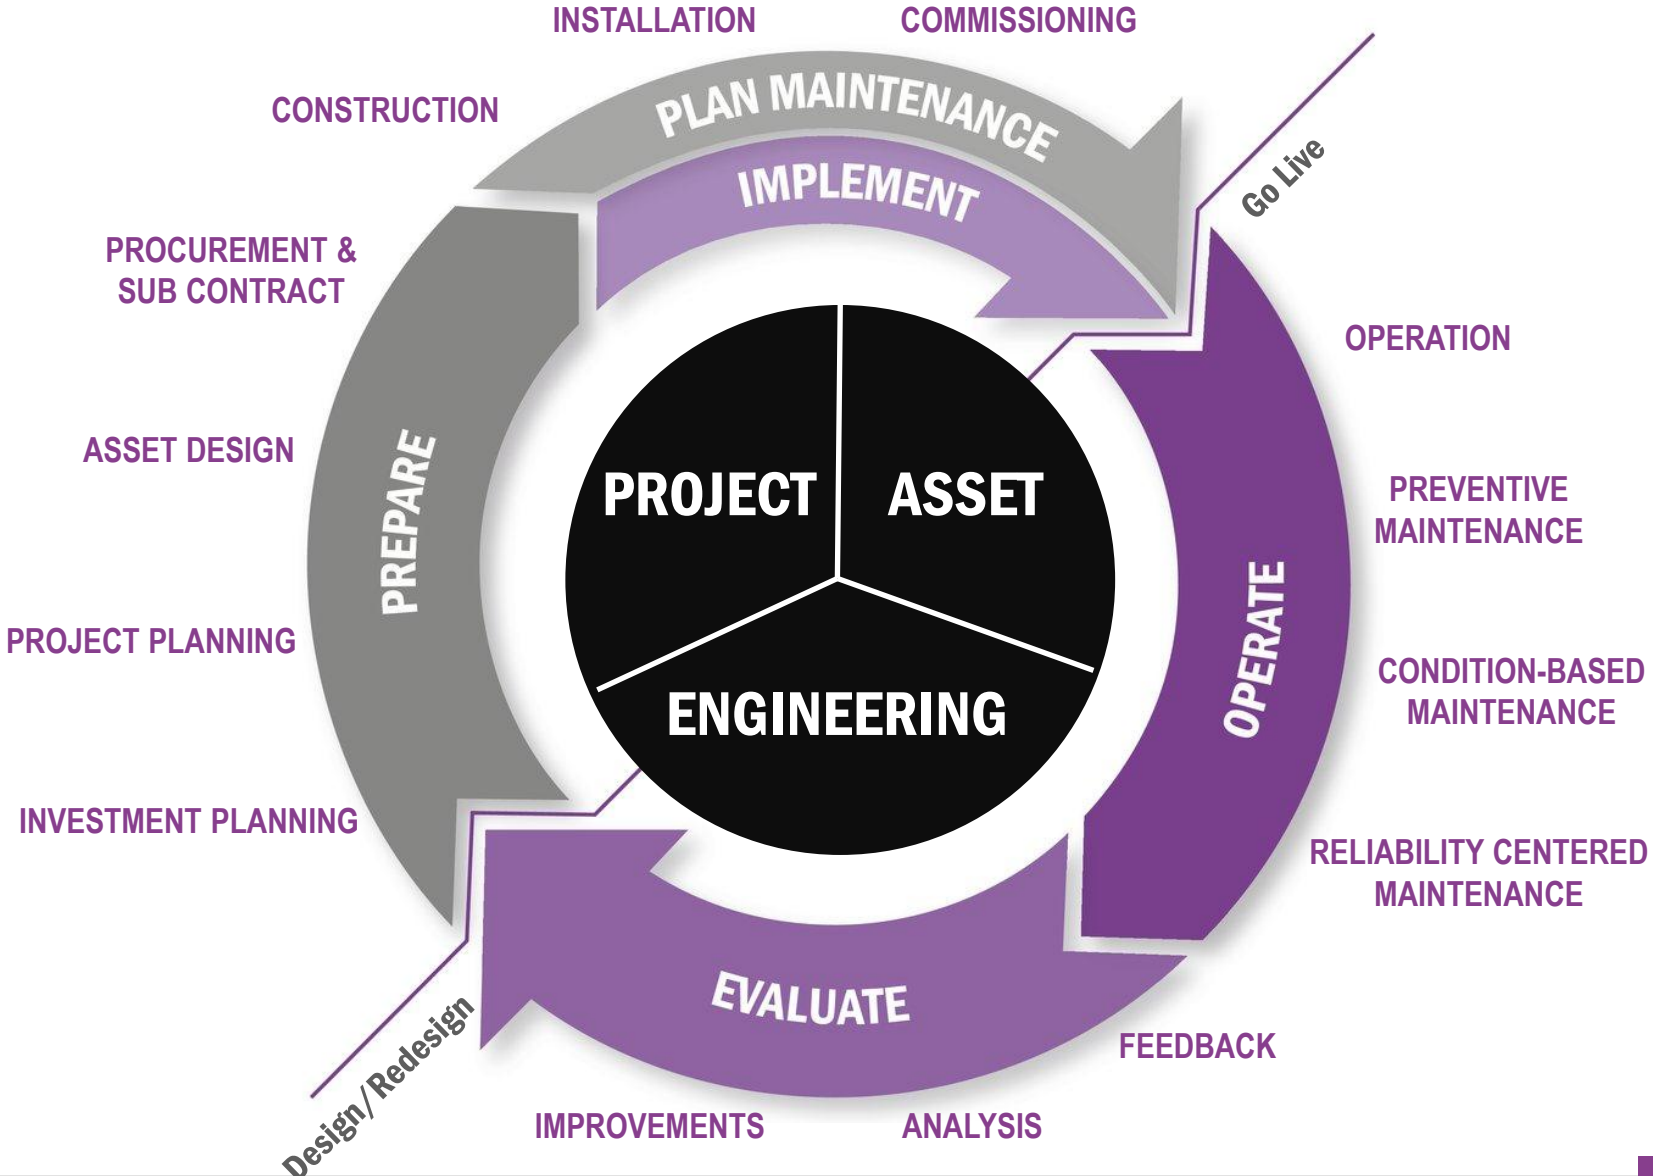 INSTALLATION
COMMISSIONING
CONSTRUCTION
PLAN MAINTENANCE
IMPLEMENT
Go Live
PROCUREMENT &
SUB CONTRACT
OPERATION
ASSET DESIGN
PREPARE
PROJECT
ASSET
ENGINEERING
PREVENTIVE
MAINTENANCE
OPERATE
PROJECT PLANNING
CONDITION-BASED
MAINTENANCE
INVESTMENT PLANNING
RELIABILITY CENTERED
MAINTENANCE
EVALUATE
FEEDBACK
Design/Redesign
IMPROVEMENTS
ANALYSIS